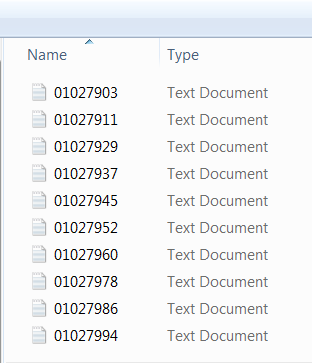 Name Type
01027903 Text Document
01027911 Text Document
01027929 Text Document
01027937 Text Document
01027945 Text Document
01027952 Text Document
01027960 Text Document
01027978 Text Document
01027986 Text Document
01027994 Text Document